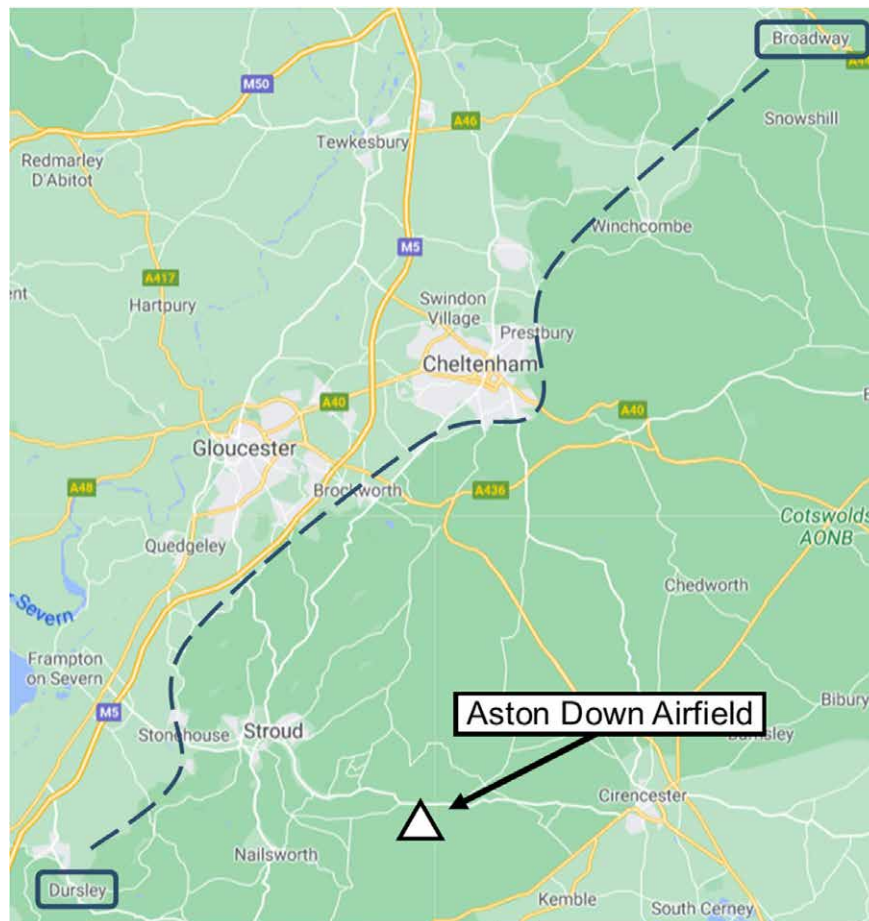 Broadway
A44
M50
Snowshill
A46
Tewkesbury
Redmarley
D'Abitot
Winchcombe
M5
A417
Hartpury
ent
Swindon
Village
Prestbury
Cheltenham
A40
A40
Gloucester
Brockworth
A48
A436
Cotswolds
AONB
Quedgeley
Chedworth
Severn
Frampton
on Severn
M5
Aston Down Airfield
Bibury
Stonehouse
Stroud
Cirencester
Nailsworth
Dursley
Kemble
South Cerney